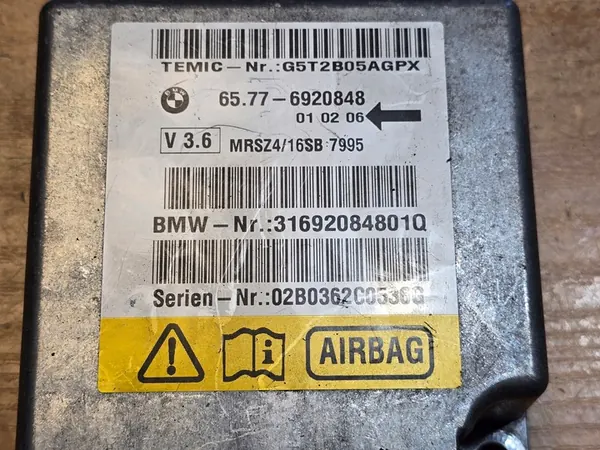 TEMIC-Nr.:G5T2B05AGPX
BMW
65.77-6920848
01 02 06
V 3.6
MRSZ4/16SB 7995
BMW-Nr.:31692084801Q
Serien-Nr.:02B0362C0536G
i
AIRBAG